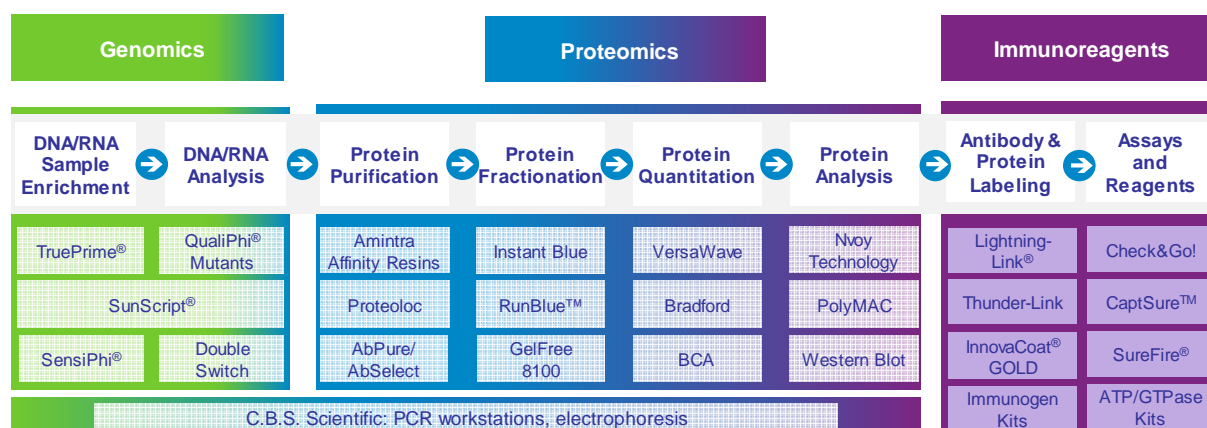 Genomics
Proteomics
Immunoreagents
DNA/RNA
Sample
Enrichment
DNA/RNA
Analysis
Protein
Purification
Protein
Fractionation
Protein
Quantitation
Protein
Analysis
Antibody &
Protein
Labeling
Assays
and
Reagents
TruePrime®
QualiPhi®
Mutants
Amintra
Affinity Resins
Instant Blue
VersaWave
Nvoy
Technology
Lightning-
Link®
Check&Go!
SunScript®
Proteoloc
RunBlue™
Bradford
PolyMAC
Thunder-Link
CaptSure™
SensiPhi®
Double
Switch
AbPure/
AbSelect
GelFree
8100
BCA
Western Blot
InnovaCoat®
GOLD
SureFire®
C.B.S. Scientific: PCR workstations, electrophoresis
Immunogen
Kits
ATP/GTPase
Kits